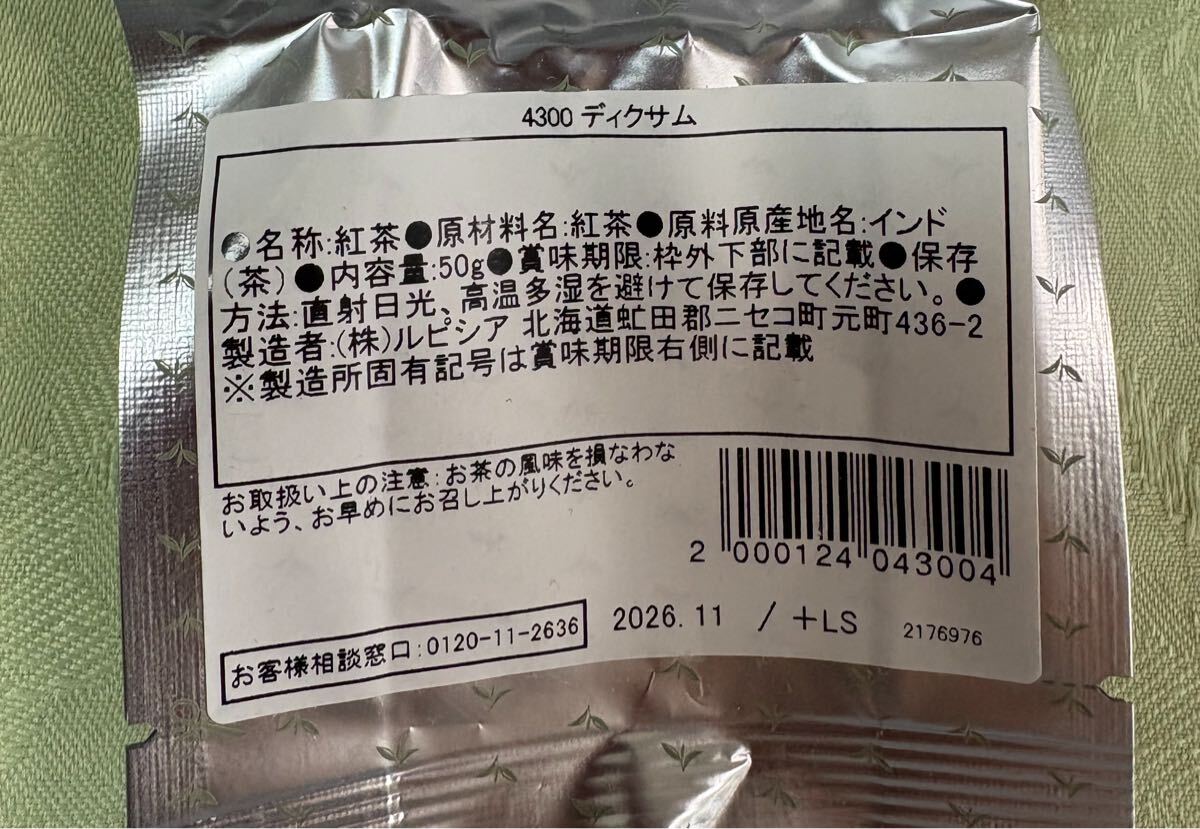 4300 ディクサム
●名称:紅茶●原材料名:紅茶●原料原産地名:インド
(茶)●内容量:50g●賞味期限:枠外下部に記載●保存
方法:直射日光、高温多湿を避けて保存してください。●
製造者:(株)ルピシア 北海道虻田郡ニセコ町元町436-2
※製造所固有記号は賞味期限右側に記載
お取扱い上の注意:お茶の風味を損なわな
いよう、お早めにお召し上がりください。
2 000124 043004
お客様相談窓口:0120-11-2636
2026.11 / +LS 2176976